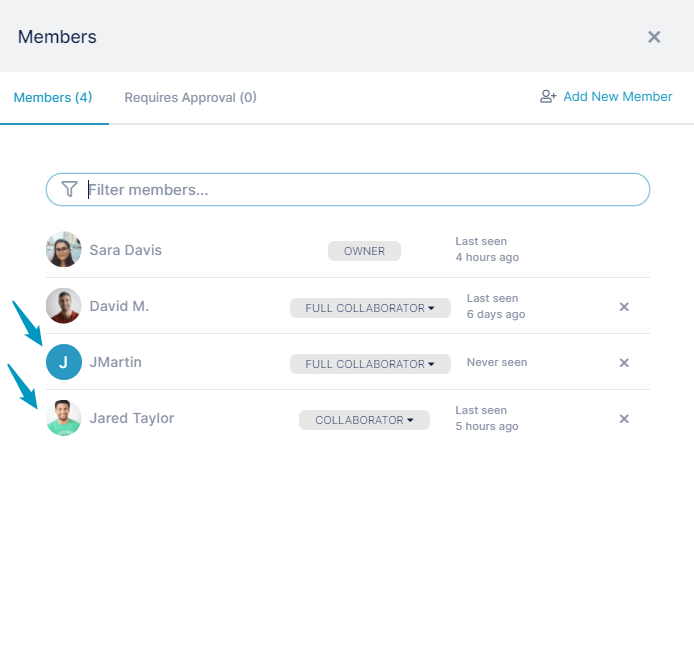 Members
Members (4) Requires Approval (0) Add New Member
Filter members...
Sara Davis OWNER Last seen
4 hours ago
David M. FULL COLLABORATOR Last seen
6 days ago
J JMartin FULL COLLABORATOR Never seen
Jared Taylor COLLABORATOR Last seen
5 hours ago